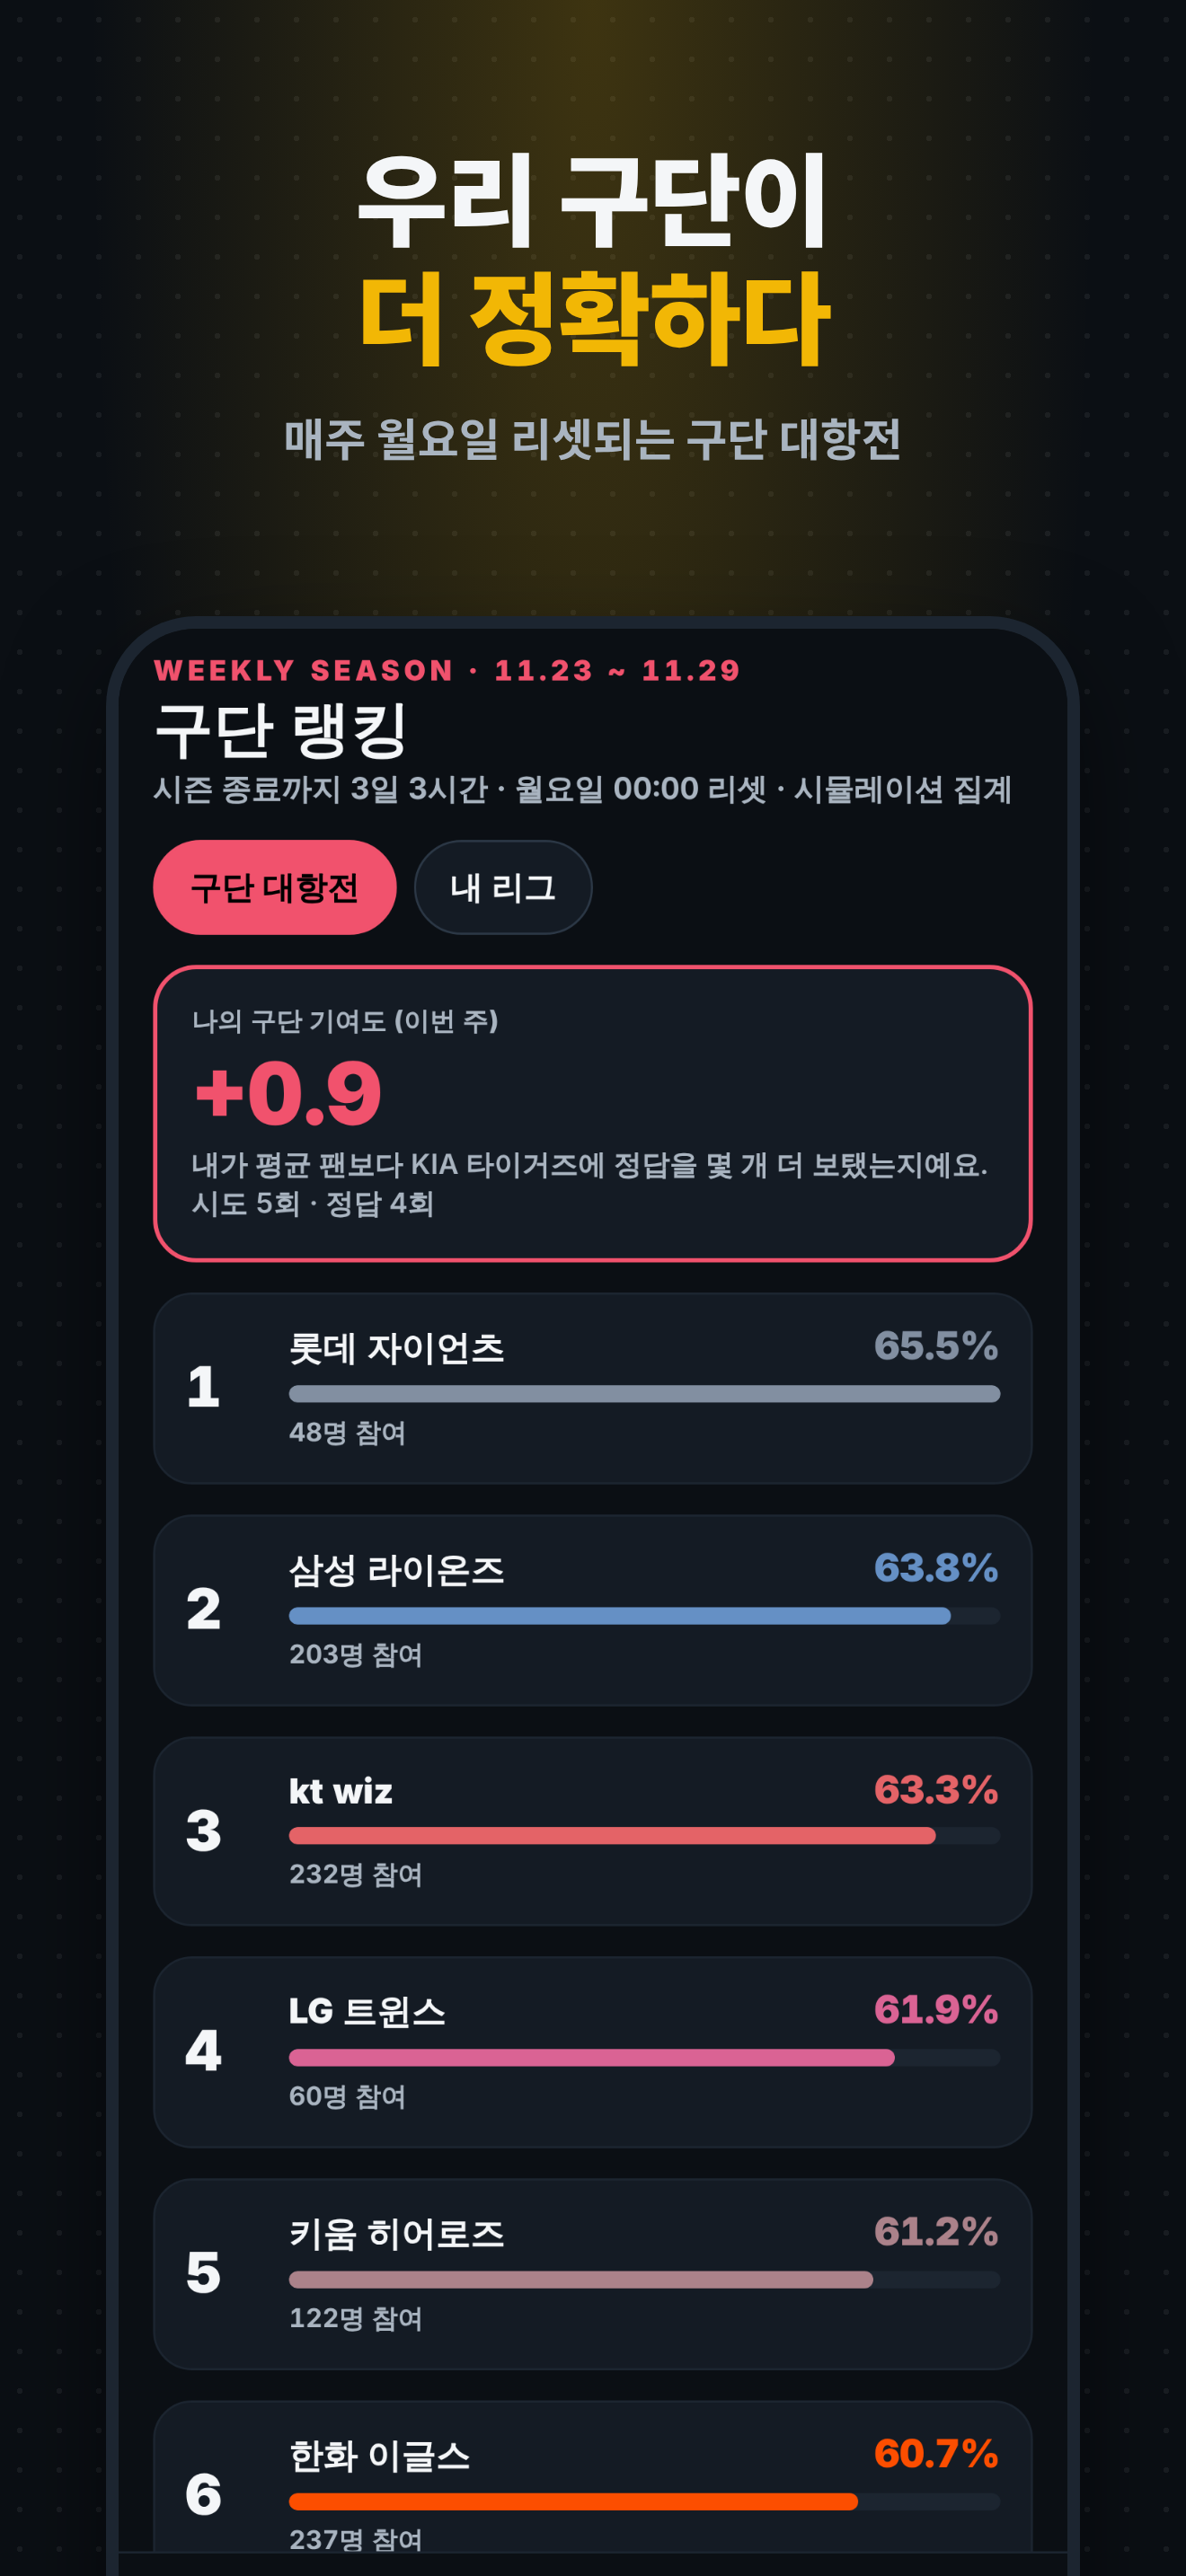 우리 구단이
더 정확하다
매주 월요일 리셋되는 구단 대항전
WEEKLY SEASON · 11.23 ~ 11.29
구단 랭킹
시즌 종료까지 3일 3시간 · 월요일 00:00 리셋 · 시뮬레이션 집계
구단 대항전 내 리그
나의 구단 기여도 (이번 주)
+0.9
내가 평균 팬보다 KIA 타이거즈에 정답을 몇 개 더 보탰는지예요.
시도 5회 · 정답 4회
1 롯데 자이언츠 65.5%
48명 참여
2 삼성 라이온즈 63.8%
203명 참여
3 kt wiz 63.3%
232명 참여
4 LG 트윈스 61.9%
60명 참여
5 키움 히어로즈 61.2%
122명 참여
6 한화 이글스 60.7%
237명 참여